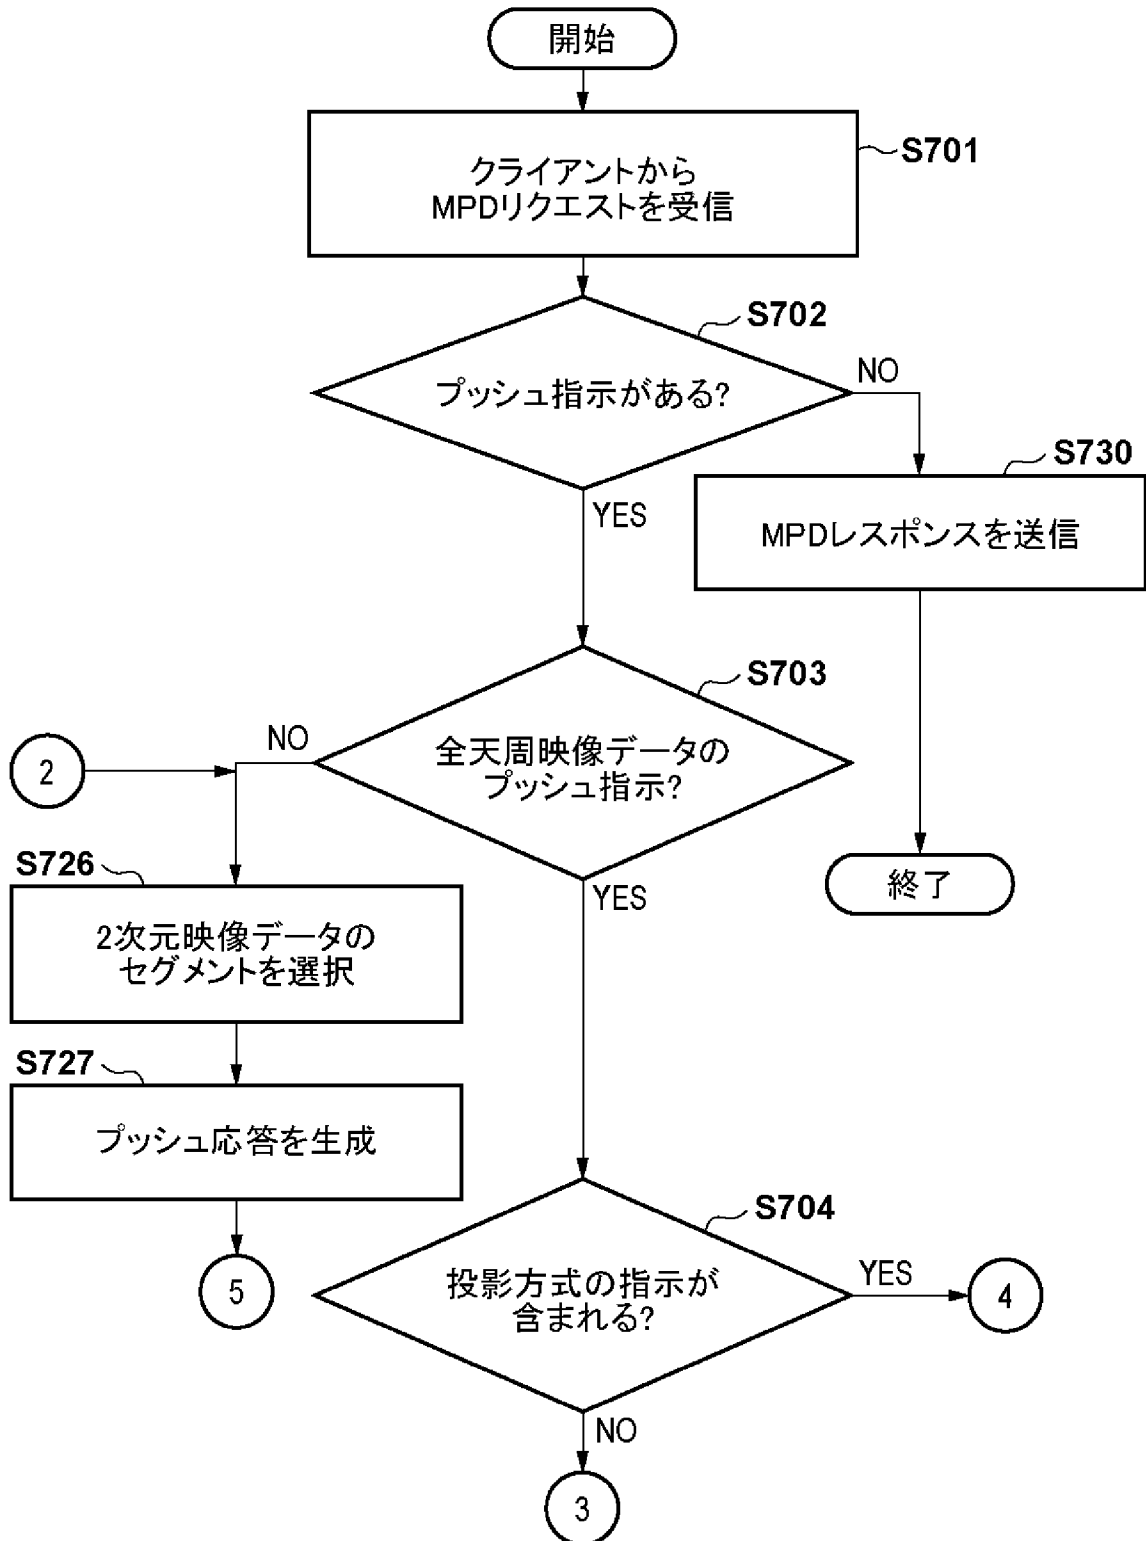 開始
S701
クライアントから
MPDリクエストを受信
S702
プッシュ指示がある?
NO
YES
S730
MPDレスポンスを送信
終了
S703
全天周映像データの
プッシュ指示?
NO
YES
2
S726
2次元映像データの
セグメントを選択
S727
プッシュ応答を生成
5
S704
投影方式の指示が
含まれる?
YES
4
NO
3